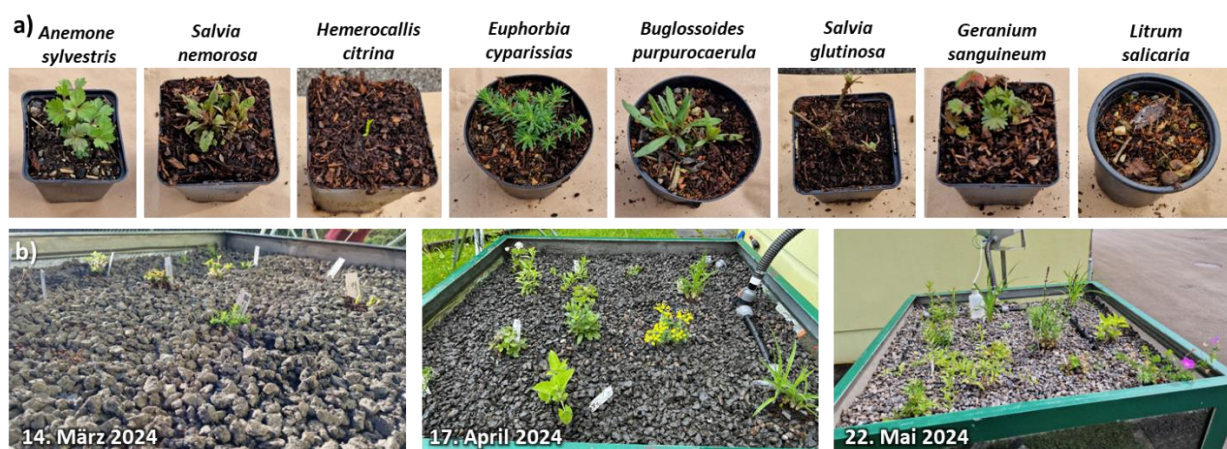 a)
Anemone sylvestris
Salvia nemorosa
Hemerocallis citrina
Euphorbia cyparissias
Buglossoides purpurocaerula
Salvia glutinosa
Geranium sanguineum
Litrum salicaria
b)
14. März 2024
17. April 2024
22. Mai 2024